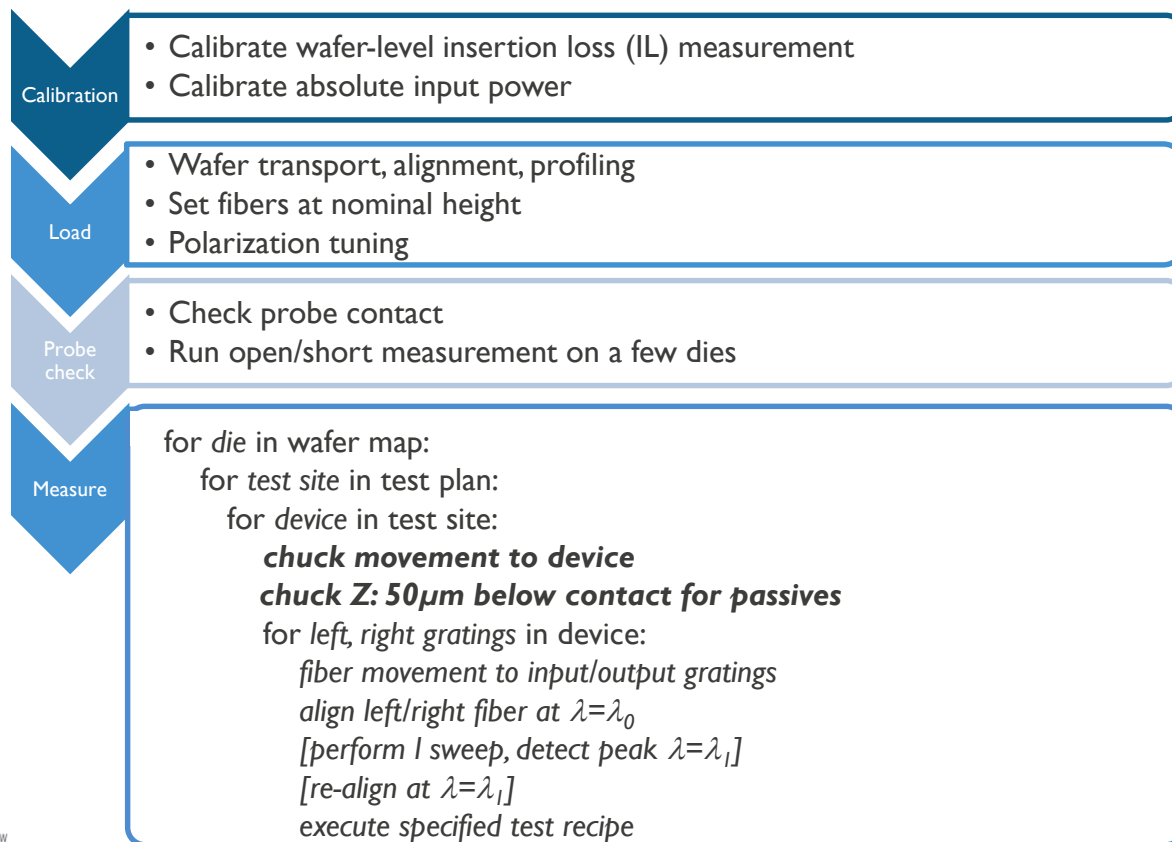 Calibration
• Calibrate wafer-level insertion loss (IL) measurement
• Calibrate absolute input power
Load
• Wafer transport, alignment, profiling
• Set fibers at nominal height
• Polarization tuning
Probe
check
• Check probe contact
• Run open/short measurement on a few dies
Measure
for die in wafer map:
for test site in test plan:
for device in test site:
chuck movement to device
chuck Z: 50µm below contact for passives
for left, right gratings in device:
fiber movement to input/output gratings
align left/right fiber at λ=λ0
[perform l sweep, detect peak λ=λl]
[re-align at λ=λl]
execute specified test recipe
W